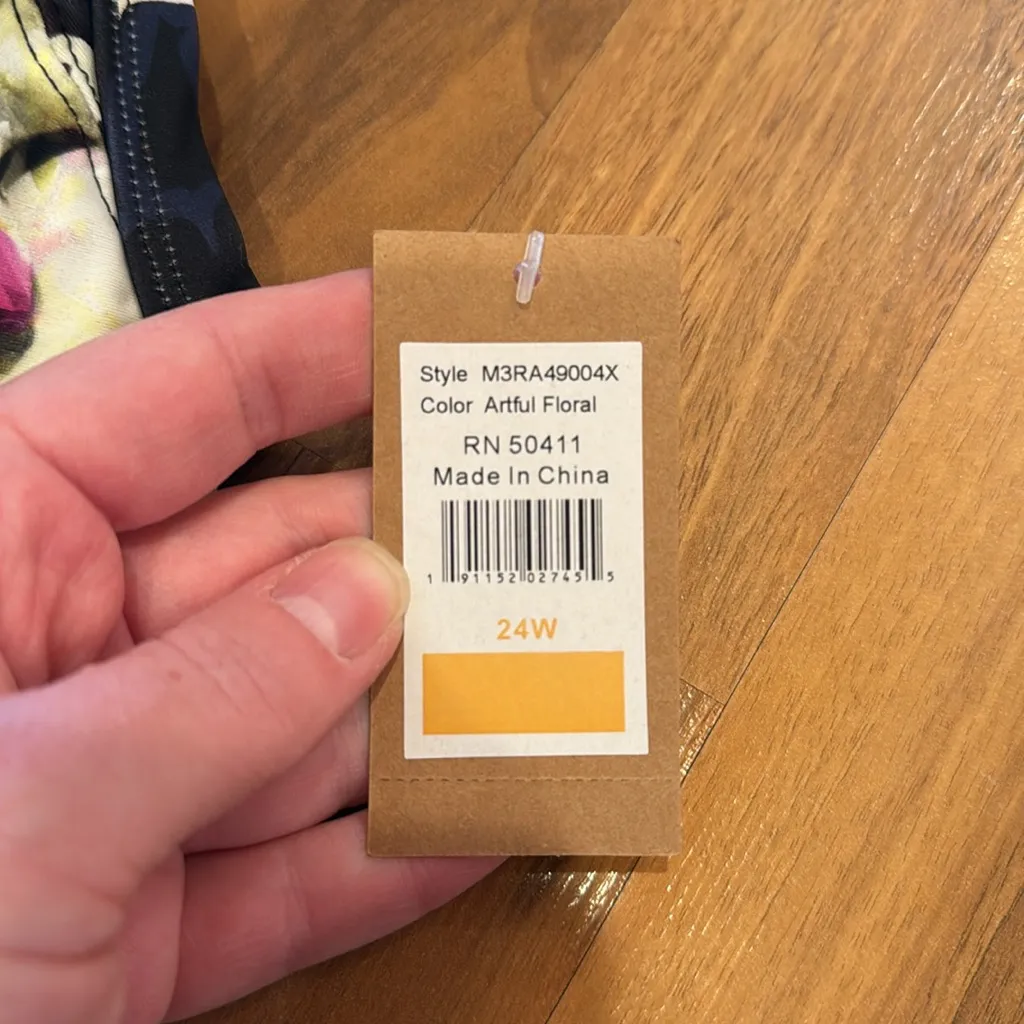 Style M3RA49004X
Color Artful Floral
RN 50411
Made In China
1 91152 02745 5
24W